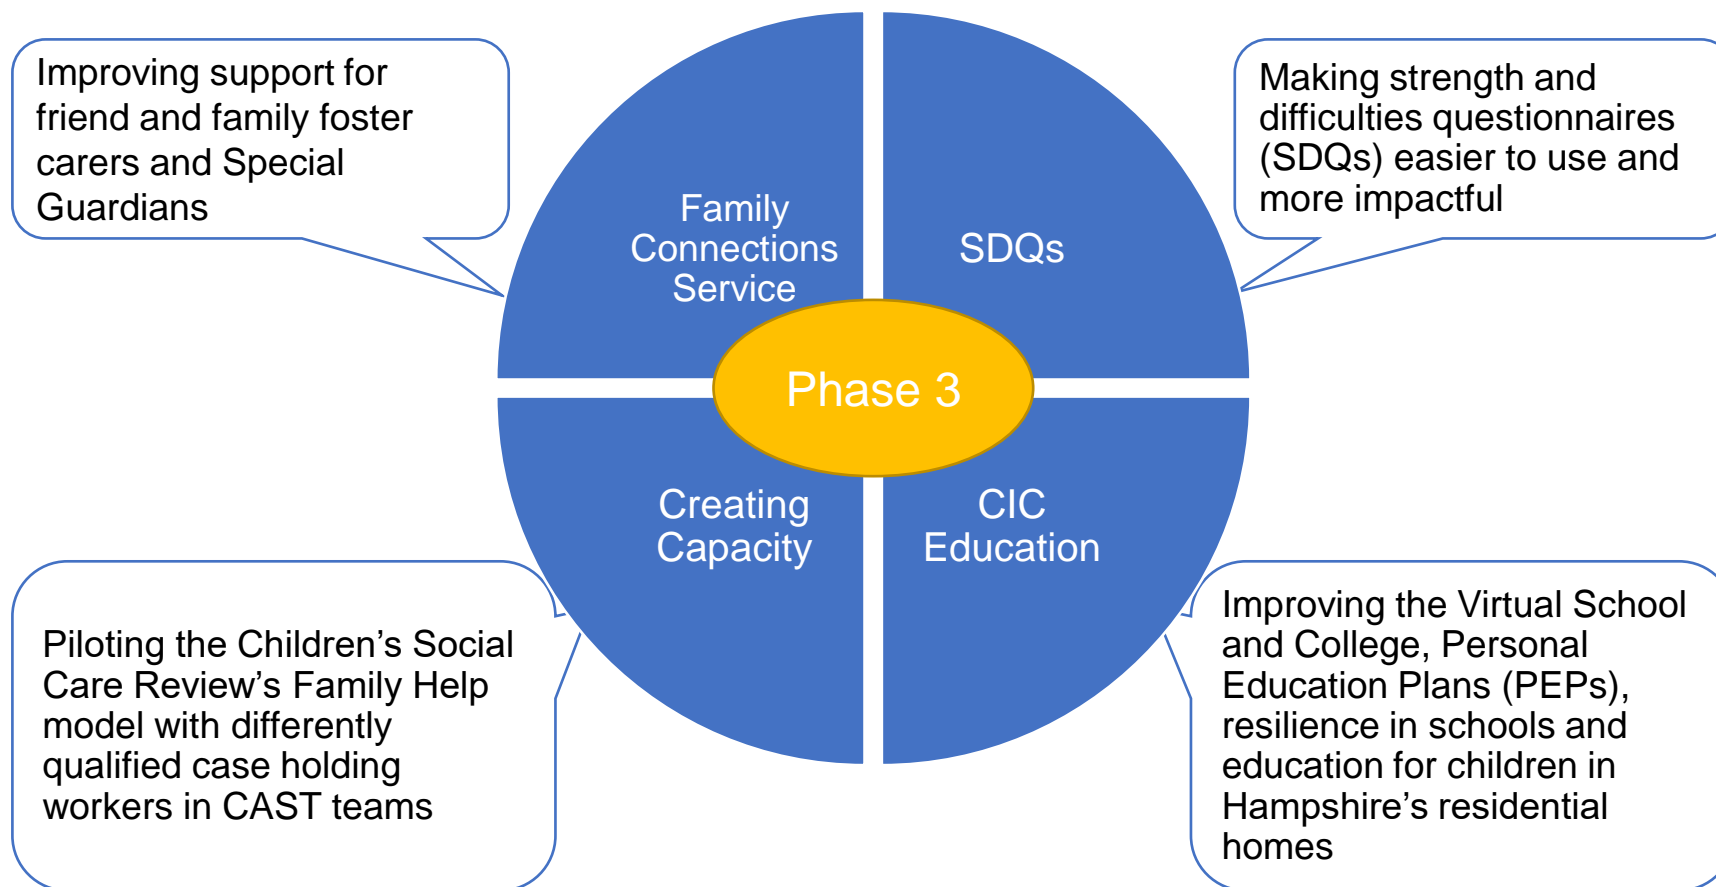 Improving support for
friend and family foster
carers and Special
Guardians
Making strength and
difficulties questionnaires
(SDQs) easier to use and
more impactful
Family
Connections
Service
SDQs
Phase 3
Creating
Capacity
CIC
Education
Piloting the Children’s Social
Care Review’s Family Help
model with differently
qualified case holding
workers in CAST teams
Improving the Virtual School
and College, Personal
Education Plans (PEPs),
resilience in schools and
education for children in
Hampshire’s residential
homes